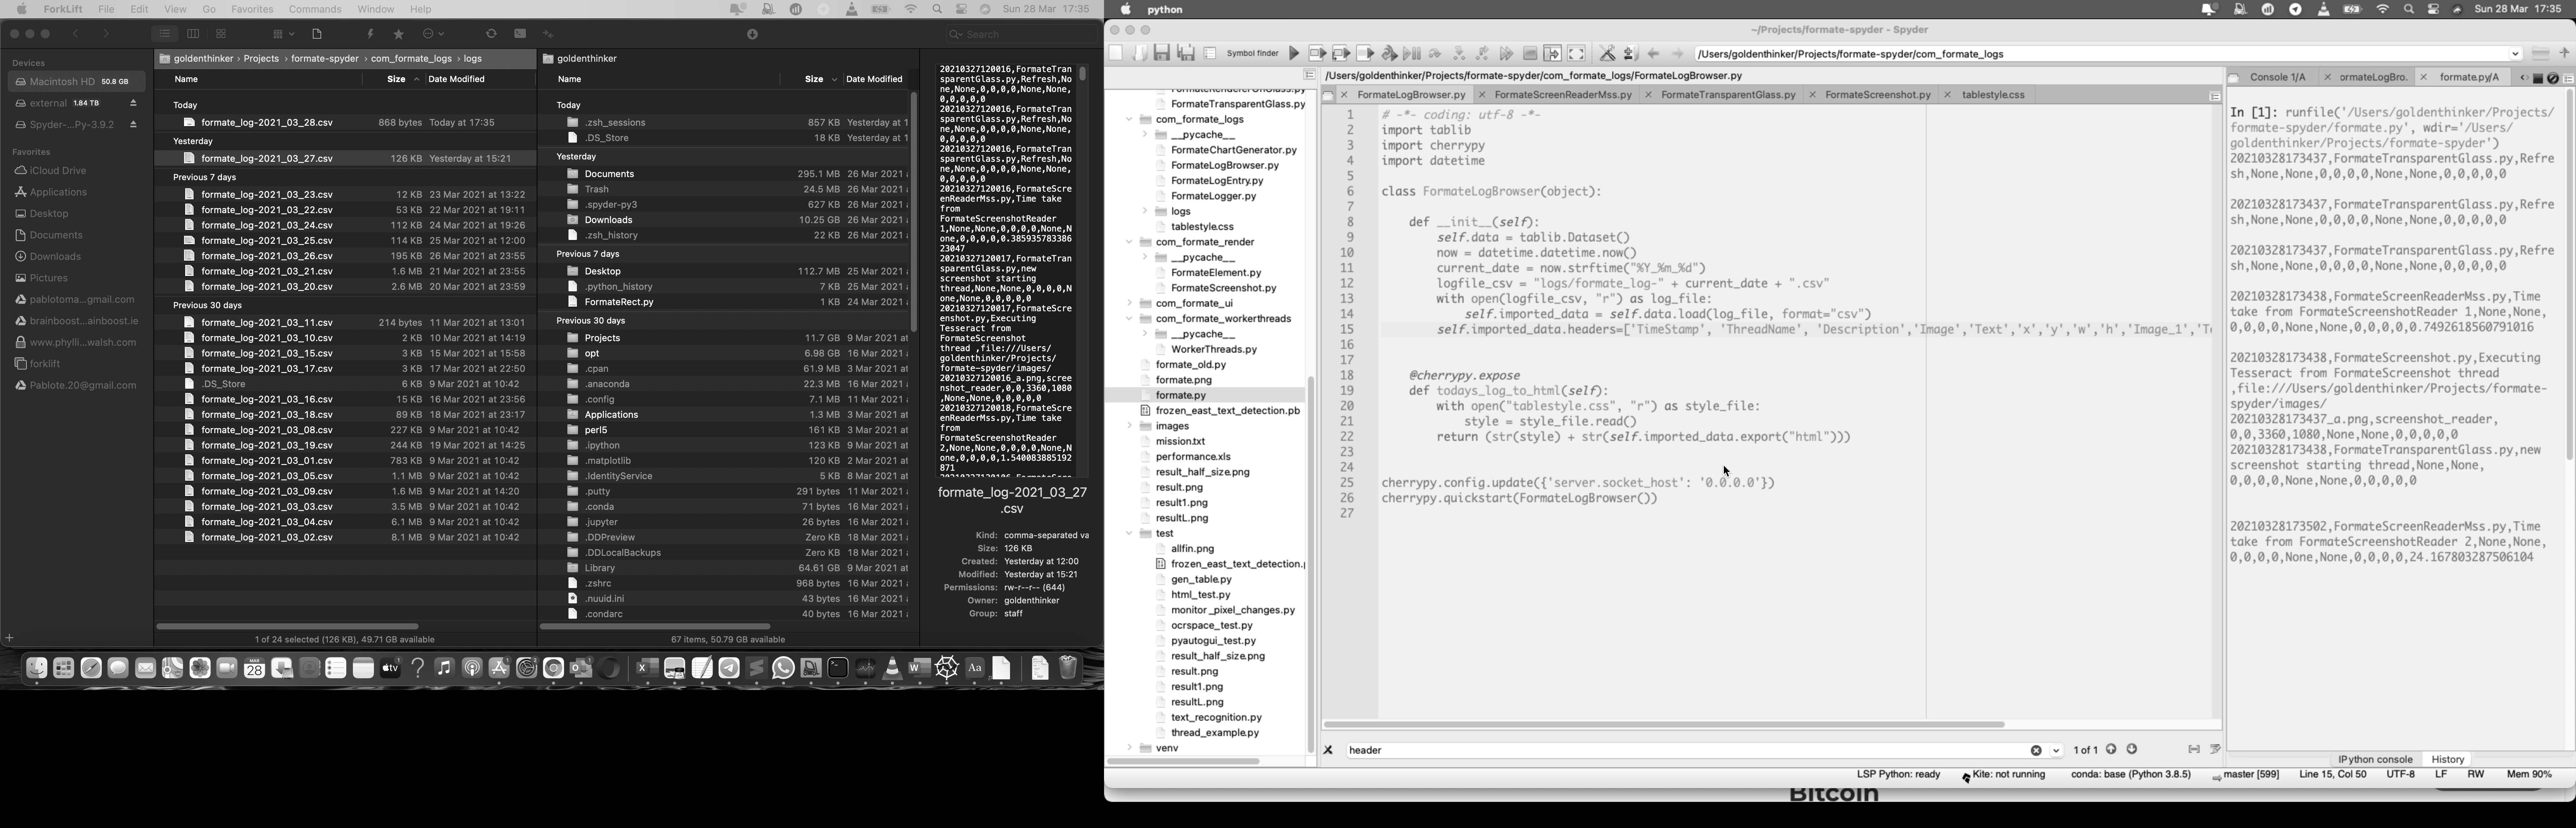 ForkLift File Edit View Go Favorites Commands Window Help Sun 28 Mar 17:35
Search
Devices
Macintosh HD 50.8 GB
external 1.84 TB
Spyder-...Py-3.9.2
Favorites
iCloud Drive
Applications
Desktop
Documents
Downloads
Pictures
pablotoma...gmail.com
brainboost...ainboost.ie
www.phylli...walsh.com
forklift
Pablote.20@gmail.com
goldenthinker › Projects › formate-spyder › com_formate_logs › logs
Name Size Date Modified
Today
formate_log-2021_03_28.csv 868 bytes Today at 17:35
Yesterday
formate_log-2021_03_27.csv 126 KB Yesterday at 15:21
Previous 7 days
formate_log-2021_03_23.csv 12 KB 23 Mar 2021 at 13:22
formate_log-2021_03_22.csv 53 KB 22 Mar 2021 at 19:11
formate_log-2021_03_24.csv 112 KB 24 Mar 2021 at 19:26
formate_log-2021_03_25.csv 114 KB 25 Mar 2021 at 12:00
formate_log-2021_03_26.csv 195 KB 26 Mar 2021 at 23:55
formate_log-2021_03_21.csv 1.6 MB 21 Mar 2021 at 23:55
formate_log-2021_03_20.csv 2.6 MB 20 Mar 2021 at 23:59
Previous 30 days
formate_log-2021_03_11.csv 214 bytes 11 Mar 2021 at 13:01
formate_log-2021_03_10.csv 2 KB 10 Mar 2021 at 14:19
formate_log-2021_03_15.csv 3 KB 15 Mar 2021 at 15:58
formate_log-2021_03_17.csv 3 KB 17 Mar 2021 at 22:50
.DS_Store 6 KB 9 Mar 2021 at 10:42
formate_log-2021_03_16.csv 15 KB 16 Mar 2021 at 23:56
formate_log-2021_03_18.csv 89 KB 18 Mar 2021 at 23:17
formate_log-2021_03_08.csv 227 KB 9 Mar 2021 at 10:42
formate_log-2021_03_19.csv 244 KB 19 Mar 2021 at 14:25
formate_log-2021_03_01.csv 783 KB 9 Mar 2021 at 10:42
formate_log-2021_03_05.csv 1.1 MB 9 Mar 2021 at 10:42
formate_log-2021_03_09.csv 1.6 MB 9 Mar 2021 at 14:20
formate_log-2021_03_03.csv 3.5 MB 9 Mar 2021 at 10:42
formate_log-2021_03_04.csv 6.1 MB 9 Mar 2021 at 10:42
formate_log-2021_03_02.csv 8.1 MB 9 Mar 2021 at 10:42
1 of 24 selected (126 KB), 49.71 GB available
goldenthinker
Name Size Date Modified
Today
.zsh_sessions 857 KB Yesterday at 1
.DS_Store 18 KB Yesterday at 1
Yesterday
Documents 295.1 MB 26 Mar 2021
Trash 24.5 MB 26 Mar 2021
.spyder-py3 627 KB 26 Mar 2021
Downloads 10.25 GB 26 Mar 2021
.zsh_history 22 KB 26 Mar 2021
Previous 7 days
Desktop 112.7 MB 25 Mar 2021
.python_history 7 KB 25 Mar 2021
FormateRect.py 1 KB 24 Mar 2021
Previous 30 days
Projects 11.7 GB 9 Mar 2021 at
opt 6.98 GB 16 Mar 2021
.cpan 61.9 MB 3 Mar 2021 at
.anaconda 22.3 MB 16 Mar 2021
.config 7.1 MB 11 Mar 2021
Applications 1.3 MB 3 Mar 2021 at
perl5 161 KB 3 Mar 2021 at
.ipython 123 KB 9 Mar 2021 at
.matplotlib 120 KB 2 Mar 2021 at
.IdentityService 5 KB 8 Mar 2021 at
.putty 291 bytes 11 Mar 2021
.conda 71 bytes 16 Mar 2021
.jupyter 26 bytes 16 Mar 2021
.DDPreview Zero KB 18 Mar 2021
.DDLocalBackups Zero KB 18 Mar 2021
Library 64.61 GB 9 Mar 2021 at
.zshrc 968 bytes 16 Mar 2021
.nuuid.ini 43 bytes 16 Mar 2021
.condarc 40 bytes 16 Mar 2021
67 items, 50.79 GB available
20210327120016,FormateTran
sparentGlass.py,Refresh,No
ne,None,0,0,0,0,None,None,
0,0,0,0,0
20210327120016,FormateTran
sparentGlass.py,Refresh,No
ne,None,0,0,0,0,None,None,
0,0,0,0,0
20210327120016,FormateTran
sparentGlass.py,Refresh,No
ne,None,0,0,0,0,None,None,
0,0,0,0,0
20210327120016,FormateScre
enReaderMss.py,Time take
from
FormateScreenshotReader
1,None,None,0,0,0,0,None,N
one,0,0,0,0,0.385935783386
23047
20210327120017,FormateTran
sparentGlass.py,new
screenshot starting
thread,None,None,0,0,0,0,N
one,None,0,0,0,0,0
20210327120017,FormateScre
enshot.py,Executing
Tesseract from
FormateScreenshot
thread ,file:///Users/
goldenthinker/Projects/
formate-spyder/images/
20210327120016_a.png,scree
nshot_reader,0,0,3360,1080
,None,None,0,0,0,0,0
20210327120018,FormateScre
enReaderMss.py,Time take
from
FormateScreenshotReader
2,None,None,0,0,0,0,None,N
one,0,0,0,0,1.540083885192
871
formate_log-2021_03_27
.csv
Kind: comma-separated va
Size: 126 KB
Created: Yesterday at 12:00
Modified: Yesterday at 15:21
Permissions: rw-r--r-- (644)
Owner: goldenthinker
Group: staff
MAR
28
tv
X
W
Aa
python Sun 28 Mar 17:35
~/Projects/formate-spyder - Spyder
Symbol finder /Users/goldenthinker/Projects/formate-spyder/com_formate_logs
FormateTransparentGlass.py
com_formate_logs
__pycache__
FormateChartGenerator.py
FormateLogBrowser.py
FormateLogEntry.py
FormateLogger.py
logs
tablestyle.css
com_formate_render
__pycache__
FormateElement.py
FormateScreenshot.py
com_formate_ui
com_formate_workerthreads
__pycache__
WorkerThreads.py
formate_old.py
formate.png
formate.py
frozen_east_text_detection.pb
images
mission.txt
performance.xls
result_half_size.png
result.png
result1.png
resultL.png
test
allfin.png
frozen_east_text_detection.p
gen_table.py
html_test.py
monitor_pixel_changes.py
ocrspace_test.py
pyautogui_test.py
result_half_size.png
result.png
result1.png
resultL.png
text_recognition.py
thread_example.py
venv
/Users/goldenthinker/Projects/formate-spyder/com_formate_logs/FormateLogBrowser.py
FormateLogBrowser.py FormateScreenReaderMss.py FormateTransparentGlass.py FormateScreenshot.py tablestyle.css
1 # -*- coding: utf-8 -*-
2 import tablib
3 import cherrypy
4 import datetime
5
6 class FormateLogBrowser(object):
7
8 def __init__(self):
9 self.data = tablib.Dataset()
10 now = datetime.datetime.now()
11 current_date = now.strftime("%Y_%m_%d")
12 logfile_csv = "logs/formate_log-" + current_date + ".csv"
13 with open(logfile_csv, "r") as log_file:
14 self.imported_data = self.data.load(log_file, format="csv")
15 self.imported_data.headers=['TimeStamp', 'ThreadName', 'Description','Image','Text','x','y','w','h','Image_1','Te
16
17
18 @cherrypy.expose
19 def todays_log_to_html(self):
20 with open("tablestyle.css", "r") as style_file:
21 style = style_file.read()
22 return (str(style) + str(self.imported_data.export("html")))
23
24
25 cherrypy.config.update({'server.socket_host': '0.0.0.0'})
26 cherrypy.quickstart(FormateLogBrowser())
27
header 1 of 1
Console 1/A ormateLogBro. formate.py/A
In [1]: runfile('/Users/goldenthinker/Projects/
formate-spyder/formate.py', wdir='/Users/
goldenthinker/Projects/formate-spyder')
20210328173437,FormateTransparentGlass.py,Refre
sh,None,None,0,0,0,0,None,None,0,0,0,0,0
20210328173437,FormateTransparentGlass.py,Refre
sh,None,None,0,0,0,0,None,None,0,0,0,0,0
20210328173437,FormateTransparentGlass.py,Refre
sh,None,None,0,0,0,0,None,None,0,0,0,0,0
20210328173438,FormateScreenReaderMss.py,Time
take from FormateScreenshotReader 1,None,None,
0,0,0,0,None,None,0,0,0,0,0.7492618560791016
20210328173438,FormateScreenshot.py,Executing
Tesseract from FormateScreenshot thread
,file:///Users/goldenthinker/Projects/formate-
spyder/images/
20210328173437_a.png,screenshot_reader,
0,0,3360,1080,None,None,0,0,0,0,0
20210328173438,FormateTransparentGlass.py,new
screenshot starting thread,None,None,
0,0,0,0,None,None,0,0,0,0,0
20210328173502,FormateScreenReaderMss.py,Time
take from FormateScreenshotReader 2,None,None,
0,0,0,0,None,None,0,0,0,0,24.167803287506104
IPython console History
LSP Python: ready Kite: not running conda: base (Python 3.8.5) master [599] Line 15, Col 50 UTF-8 LF RW Mem 90%
Bitcoin